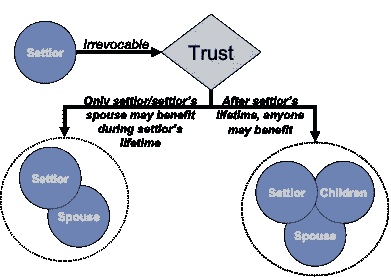 Settlor
Irrevocable
Trust
Only settlor/settlor's
spouse may benefit
during settlor's
lifetime
After settlor's
lifetime, anyone
may benefit
Settlor
Spouse
Settlor
Children
Spouse